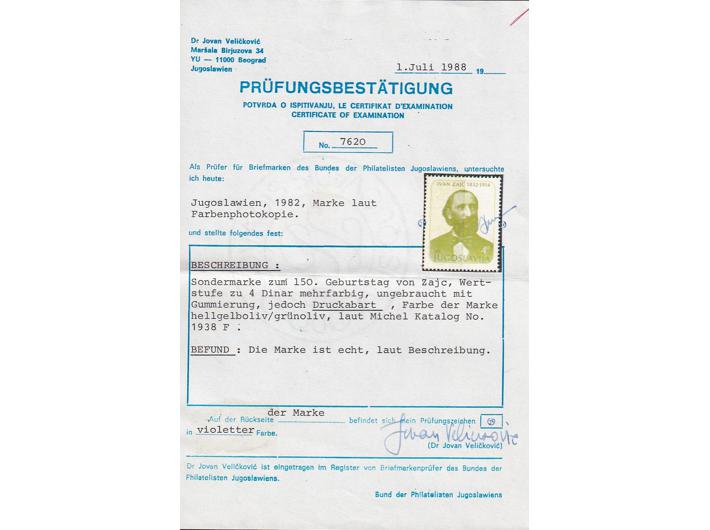 Dr Jovan Veličković
Maršala Birjuzova 34
YU — 11000 Beograd
Jugoslawien
1.Juli 1988 19
PRÜFUNGSBESTÄTIGUNG
POTVRDA O ISPITIVANJU, LE CERTIFIKAT D'EXAMINATION
CERTIFICATE OF EXAMINATION
No. 7620
Als Prüfer für Briefmarken des Bundes der Philatelisten Jugoslawiens, untersuchte
ich heute:
IVAN ZAJC 1832-1914
Jugoslawien, 1982, Marke laut
Farbenphotokopie.
und stellte folgendes fest:
JUGOSLAVIJA
BESCHREIBUNG :
Sondermarke zum 150. Geburtstag von Zajc, Wert-
stufe zu 4 Dinar mehrfarbig, ungebraucht mit
Gummierung, jedoch Druckabart , Farbe der Marke
hellgelboliv/grünoliv, laut Michel Katalog No.
1938 F .
BEFUND : Die Marke ist echt, laut Beschreibung.
der Marke
Auf der Rückseite befindet sich mein Prüfungszeichen
in violetter Farbe.
Jovan Veličković
(Dr Jovan Veličković)
Dr Jovan Veličković ist eingetragen im Register von Briefmarkenprüfer des Bundes der
Philatelisten Jugoslawiens.
Bund der Philatelisten Jugoslawiens